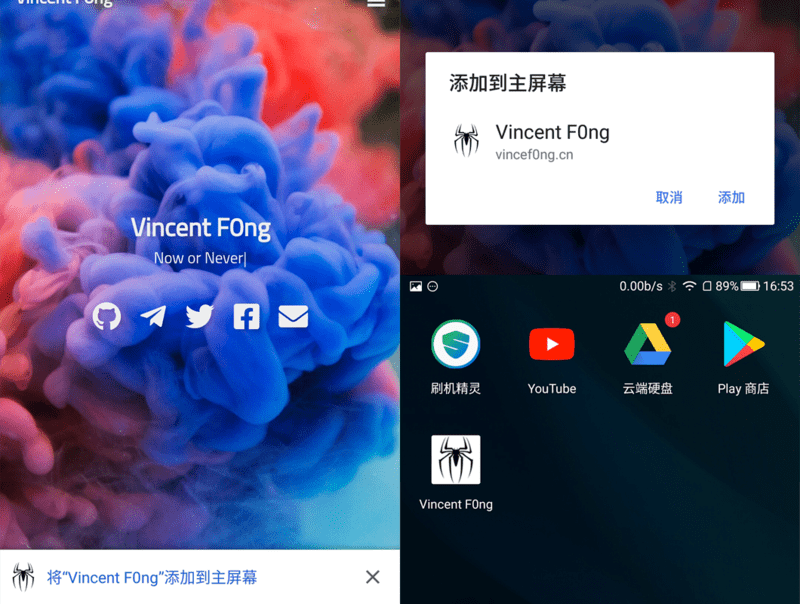 Vincent F0ng
Vincent F0ng
Now or Never|
将“Vincent F0ng”添加到主屏幕
添加到主屏幕
Vincent F0ng
vincef0ng.cn
取消 添加
0.00b/s 89% 16:53
1
刷机精灵 YouTube 云端硬盘 Play 商店
Vincent F0ng